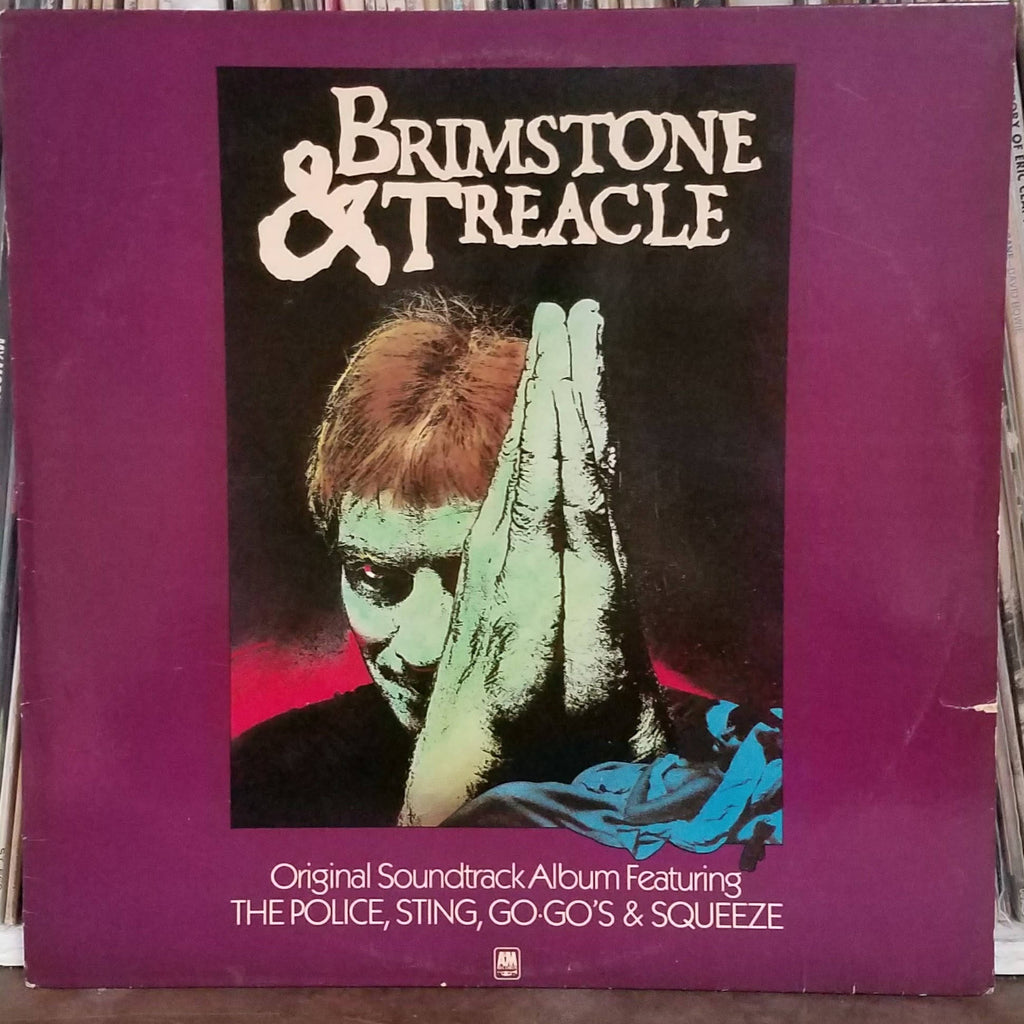 BRIMSTONE
& TREACLE
Original Soundtrack Album Featuring
THE POLICE, STING, GO·GO'S & SQUEEZE
A&M